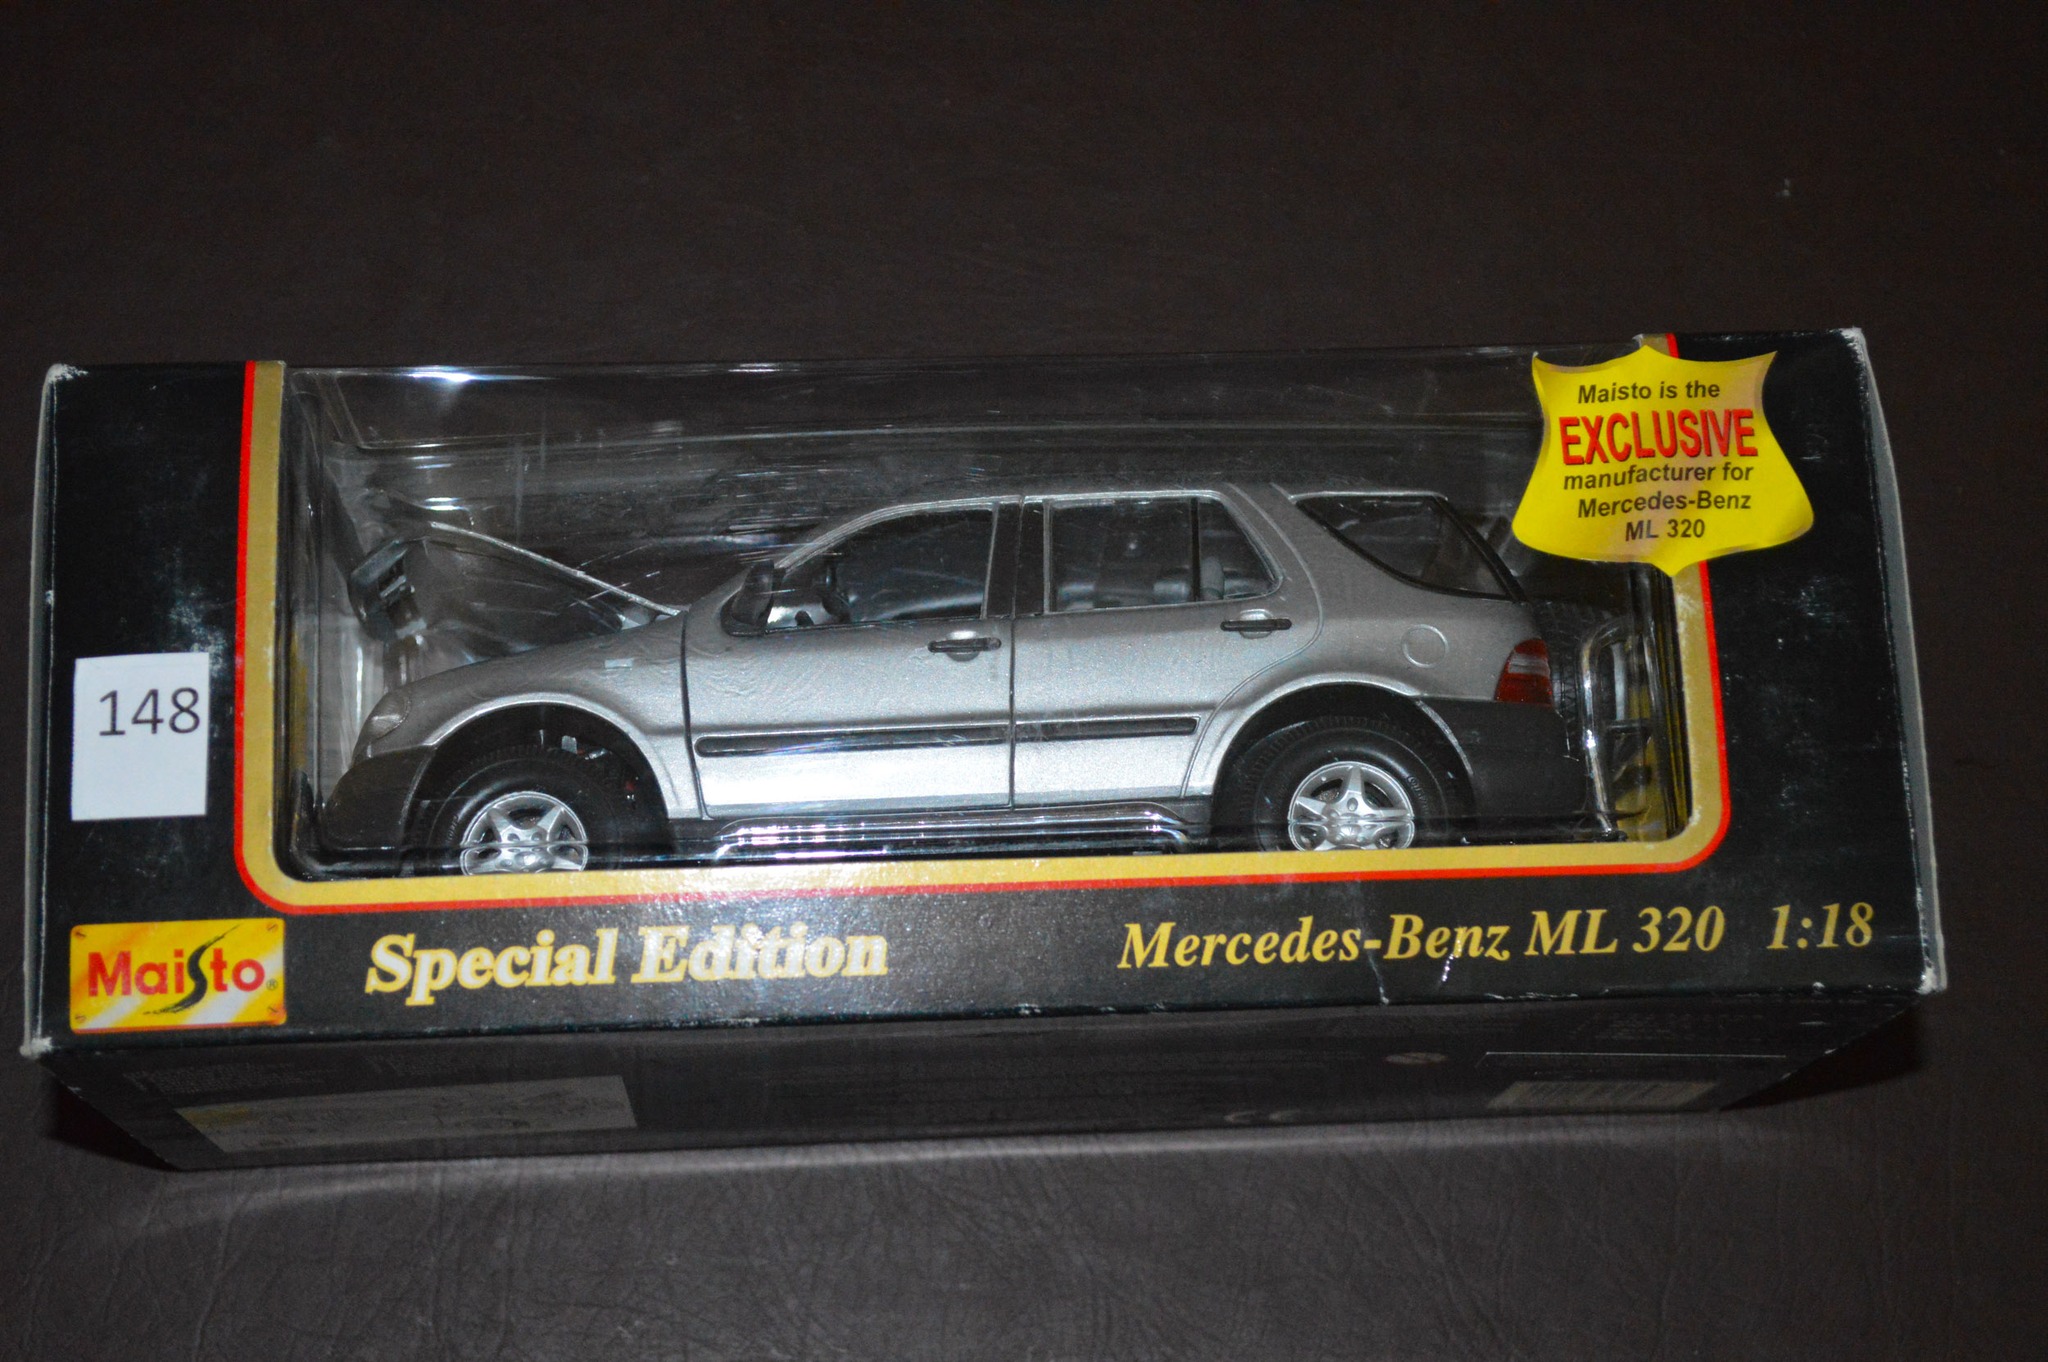 Maisto is the
EXCLUSIVE
manufacturer for
Mercedes-Benz
ML 320
148
Maisto®
Special Edition
Mercedes-Benz ML 320 1:18